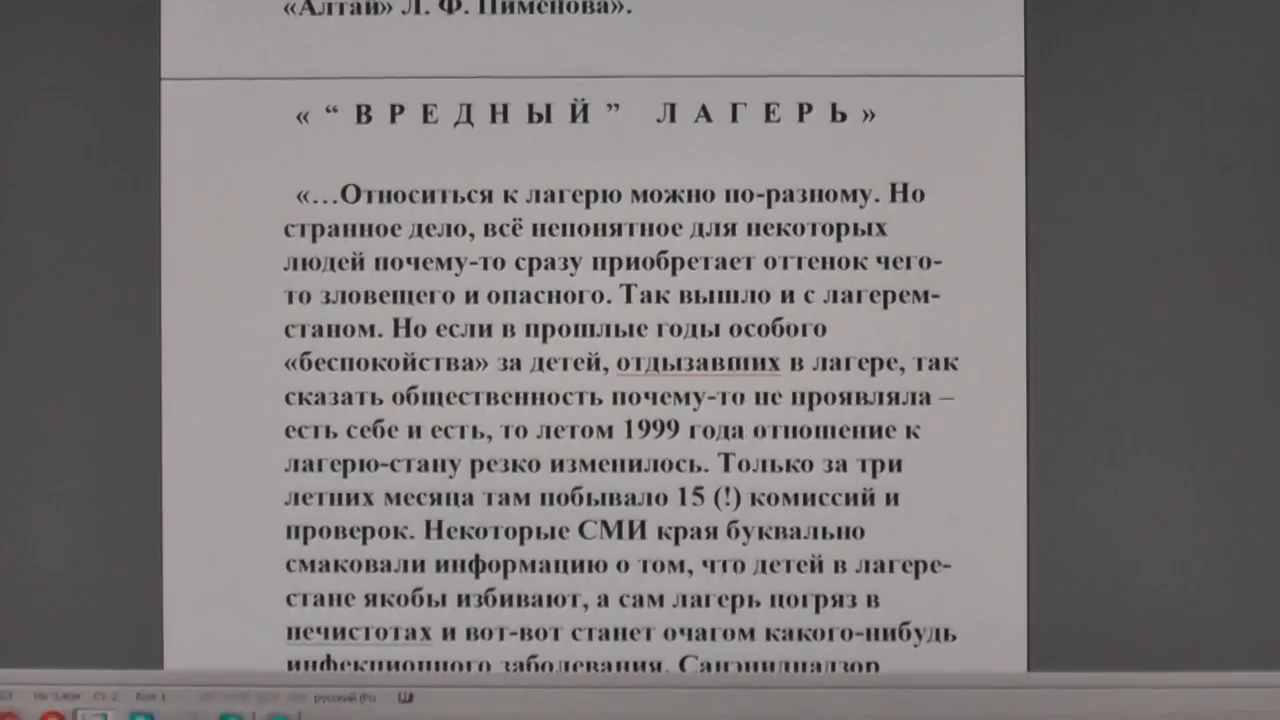 «Алтай» Л. Ф. Пименова».
« “ В Р Е Д Н Ы Й ” Л А Г Е Р Ь »
«…Относиться к лагерю можно по-разному. Но
странное дело, всё непонятное для некоторых
людей почему-то сразу приобретает оттенок чего-
то зловещего и опасного. Так вышло и с лагерем-
станом. Но если в прошлые годы особого
«беспокойства» за детей, отдызавших в лагере, так
сказать общественность почему-то не проявляла –
есть себе и есть, то летом 1999 года отношение к
лагерю-стану резко изменилось. Только за три
летних месяца там побывало 15 (!) комиссий и
проверок. Некоторые СМИ края буквально
смаковали информацию о том, что детей в лагере-
стане якобы избивают, а сам лагерь погряз в
нечистотах и вот-вот станет очагом какого-нибудь
инфекционного заболевания. Санэпиднадзор
русский (Ро